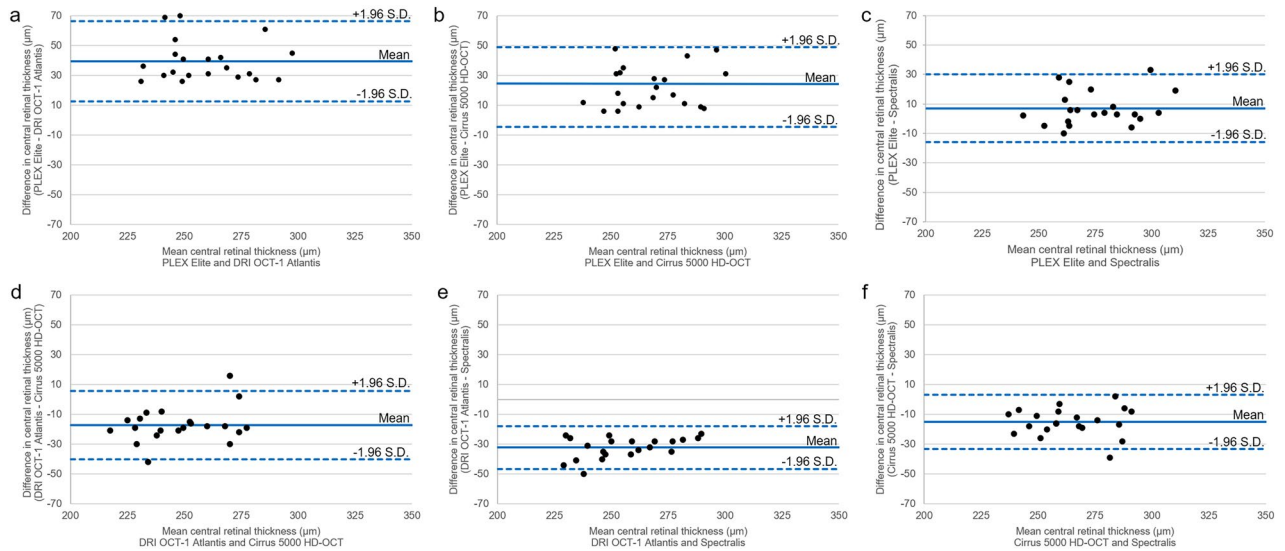 a
Difference in central retinal thickness (µm)
(PLEX Elite - DRI OCT-1 Atlantis)
70
50
30
10
-10
-30
-50
-70
+1.96 S.D.
Mean
-1.96 S.D.
200 225 250 275 300 325 350
Mean central retinal thickness (µm)
PLEX Elite and DRI OCT-1 Atlantis
b
Difference in central retinal thickness (µm)
(PLEX Elite - Cirrus 5000 HD-OCT)
70
50
30
10
-10
-30
-50
-70
+1.96 S.D.
Mean
-1.96 S.D.
200 225 250 275 300 325 350
Mean central retinal thickness (µm)
PLEX Elite and Cirrus 5000 HD-OCT
c
Difference in central retinal thickness (µm)
(PLEX Elite - Spectralis)
70
50
30
10
-10
-30
-50
-70
+1.96 S.D.
Mean
-1.96 S.D.
200 225 250 275 300 325 350
Mean central retinal thickness (µm)
PLEX Elite and Spectralis
d
Difference in central retinal thickness (µm)
(DRI OCT-1 Atlantis - Cirrus 5000 HD-OCT)
70
50
30
10
-10
-30
-50
-70
+1.96 S.D.
Mean
-1.96 S.D.
200 225 250 275 300 325 350
Mean central retinal thickness (µm)
DRI OCT-1 Atlantis and Cirrus 5000 HD-OCT
e
Difference in central retinal thickness (µm)
(DRI OCT-1 Atlantis - Spectralis)
70
50
30
10
-10
-30
-50
-70
+1.96 S.D.
Mean
-1.96 S.D.
200 225 250 275 300 325 350
Mean central retinal thickness (µm)
DRI OCT-1 Atlantis and Spectralis
f
Difference in central retinal thickness (µm)
(Cirrus 5000 HD-OCT - Spectralis)
70
50
30
10
-10
-30
-50
-70
+1.96 S.D.
Mean
-1.96 S.D.
200 225 250 275 300 325 350
Mean central retinal thickness (µm)
Cirrus 5000 HD-OCT and Spectralis